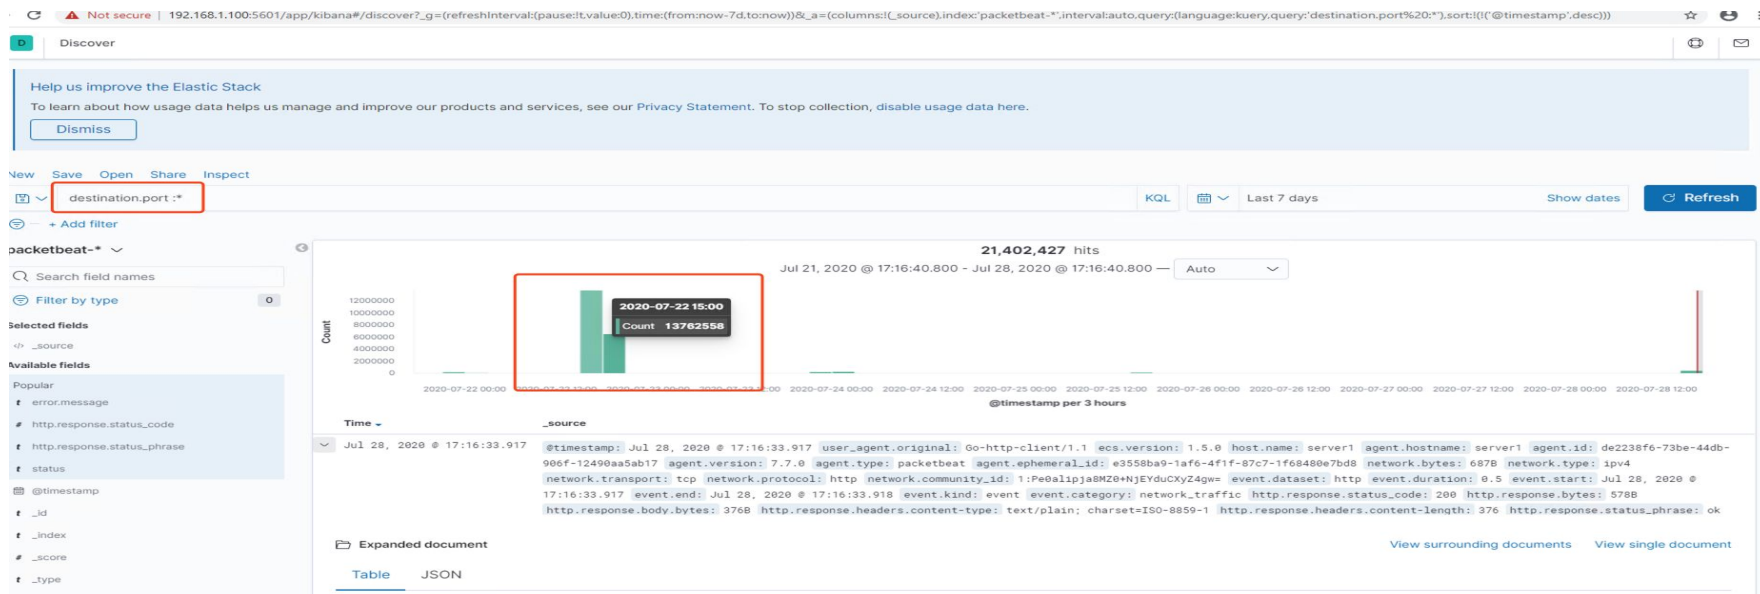 Not secure | 192.168.1.100:5601/app/kibana#/discover?_g=(refreshInterval:(pause:!t,value:0),time:(from:now-7d,to:now))&_a=(columns:!(_source),index:'packetbeat-*',interval:auto,query:(language:kuery,query:'destination.port%20:*'),sort:!(!('@timestamp',desc)))
D Discover
Help us improve the Elastic Stack
To learn about how usage data helps us manage and improve our products and services, see our Privacy Statement. To stop collection, disable usage data here.
Dismiss
New Save Open Share Inspect
destination.port :* KQL Last 7 days Show dates Refresh
+ Add filter
packetbeat-*
Search field names
Filter by type 0
Selected fields
</> _source
Available fields
Popular
t error.message
# http.response.status_code
t http.response.status_phrase
t status
@timestamp
t _id
t _index
# _score
t _type
21,402,427 hits
Jul 21, 2020 @ 17:16:40.800 - Jul 28, 2020 @ 17:16:40.800 — Auto
Count
12000000
10000000
8000000
6000000
4000000
2000000
0
2020-07-22 15:00
Count 13762558
2020-07-22 00:00 2020-07-22 12:00 2020-07-23 00:00 2020-07-23 12:00 2020-07-24 00:00 2020-07-24 12:00 2020-07-25 00:00 2020-07-25 12:00 2020-07-26 00:00 2020-07-26 12:00 2020-07-27 00:00 2020-07-27 12:00 2020-07-28 00:00 2020-07-28 12:00
@timestamp per 3 hours
Time _source
Jul 28, 2020 @ 17:16:33.917 @timestamp: Jul 28, 2020 @ 17:16:33.917 user_agent.original: Go-http-client/1.1 ecs.version: 1.5.0 host.name: server1 agent.hostname: server1 agent.id: de2238f6-73be-44db-
906f-12490aa5ab17 agent.version: 7.7.0 agent.type: packetbeat agent.ephemeral_id: e3558ba9-1af6-4f1f-87c7-1f68480e7bd8 network.bytes: 687B network.type: ipv4
network.transport: tcp network.protocol: http network.community_id: 1:Pe0alipja8MZ0+NjEYduCXyZ4gw= event.dataset: http event.duration: 0.5 event.start: Jul 28, 2020 @
17:16:33.917 event.end: Jul 28, 2020 @ 17:16:33.918 event.kind: event event.category: network_traffic http.response.status_code: 200 http.response.bytes: 578B
http.response.body.bytes: 376B http.response.headers.content-type: text/plain; charset=ISO-8859-1 http.response.headers.content-length: 376 http.response.status_phrase: ok
Expanded document View surrounding documents View single document
Table JSON